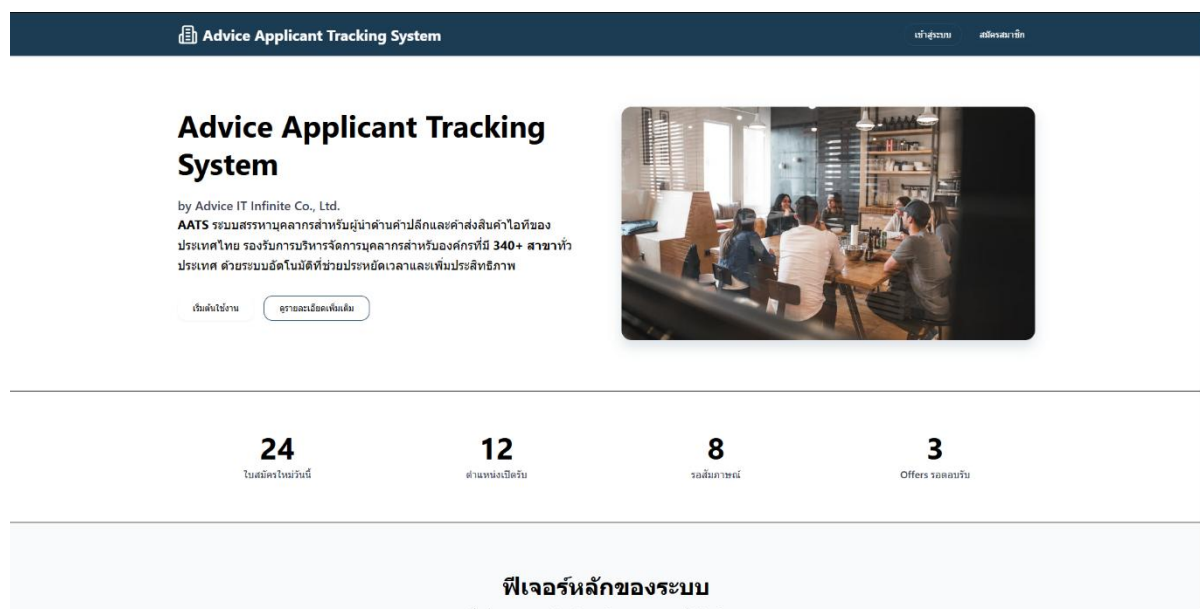 Advice Applicant Tracking System
เข้าสู่ระบบ
สมัครสมาชิก
Advice Applicant Tracking
System
by Advice IT Infinite Co., Ltd.
AATS ระบบสรรหาบุคลากรสำหรับผู้นำด้านค้าปลีกและค้าส่งสินค้าไอทีของ
ประเทศไทย รองรับการบริหารจัดการบุคลากรสำหรับองค์กรที่มี 340+ สาขาทั่ว
ประเทศ ด้วยระบบอัตโนมัติที่ช่วยประหยัดเวลาและเพิ่มประสิทธิภาพ
เริ่มต้นใช้งาน
ดูรายละเอียดเพิ่มเติม
24
ใบสมัครใหม่วันนี้
12
ตำแหน่งเปิดรับ
8
รอสัมภาษณ์
3
Offers รอตอบรับ
ฟีเจอร์หลักของระบบ